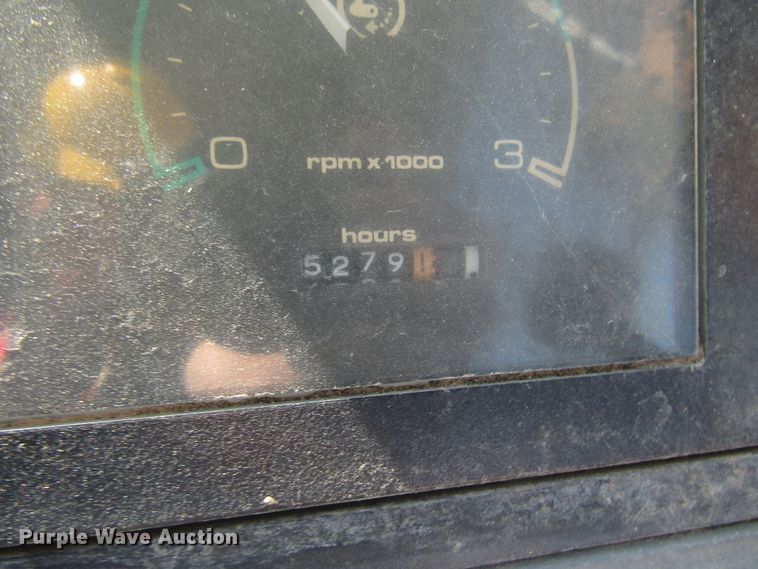 0 rpm x 1000 3
hours
5279
Purple Wave Auction®